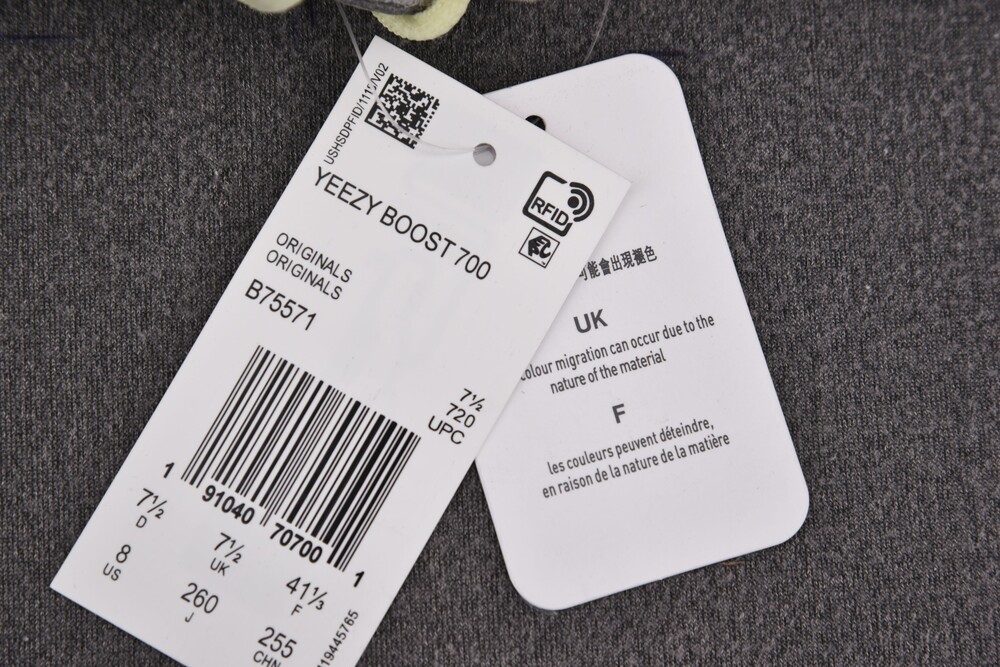 USHSDPFID/1119/V02
YEEZY BOOST 700
RFID
ORIGINALS
ORIGINALS
B75571
7½
720
UPC
1 91040 70700 1
7½
D
8
US
7½
UK
260
J
41⅓
F
255
CHN
19445765
可能會出現褪色
UK
colour migration can occur due to the
nature of the material
F
les couleurs peuvent déteindre,
en raison de la nature de la matière